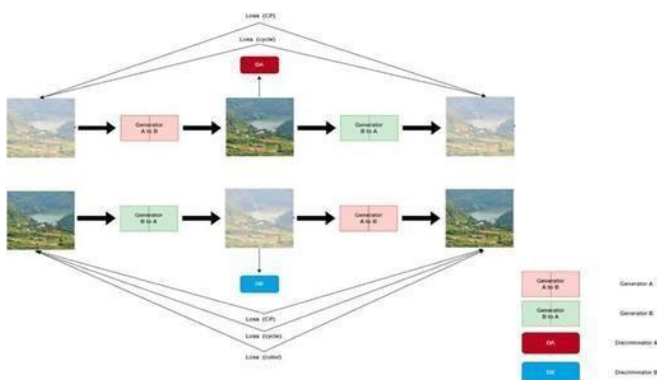 Loss (CP)
Loss (cycle)
DA
Generator
A to B
Generator
B to A
Generator
B to A
Generator
A to B
DB
Loss (CP)
Loss (cycle)
Loss (color)
Generator
A to B
Generator A
Generator
B to A
Generator B
DA
Discriminator A
DB
Discriminator B